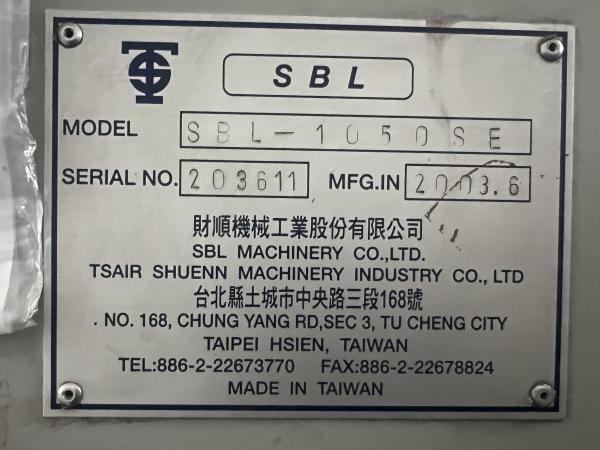 TS
SBL
MODEL SBL-1050SE
SERIAL NO. 203611 MFG.IN 2003.6
財順機械工業股份有限公司
SBL MACHINERY CO.,LTD.
TSAIR SHUENN MACHINERY INDUSTRY CO., LTD
台北縣土城市中央路三段168號
. NO. 168, CHUNG YANG RD,SEC 3, TU CHENG CITY
TAIPEI HSIEN, TAIWAN
TEL:886-2-22673770 FAX:886-2-22678824
MADE IN TAIWAN